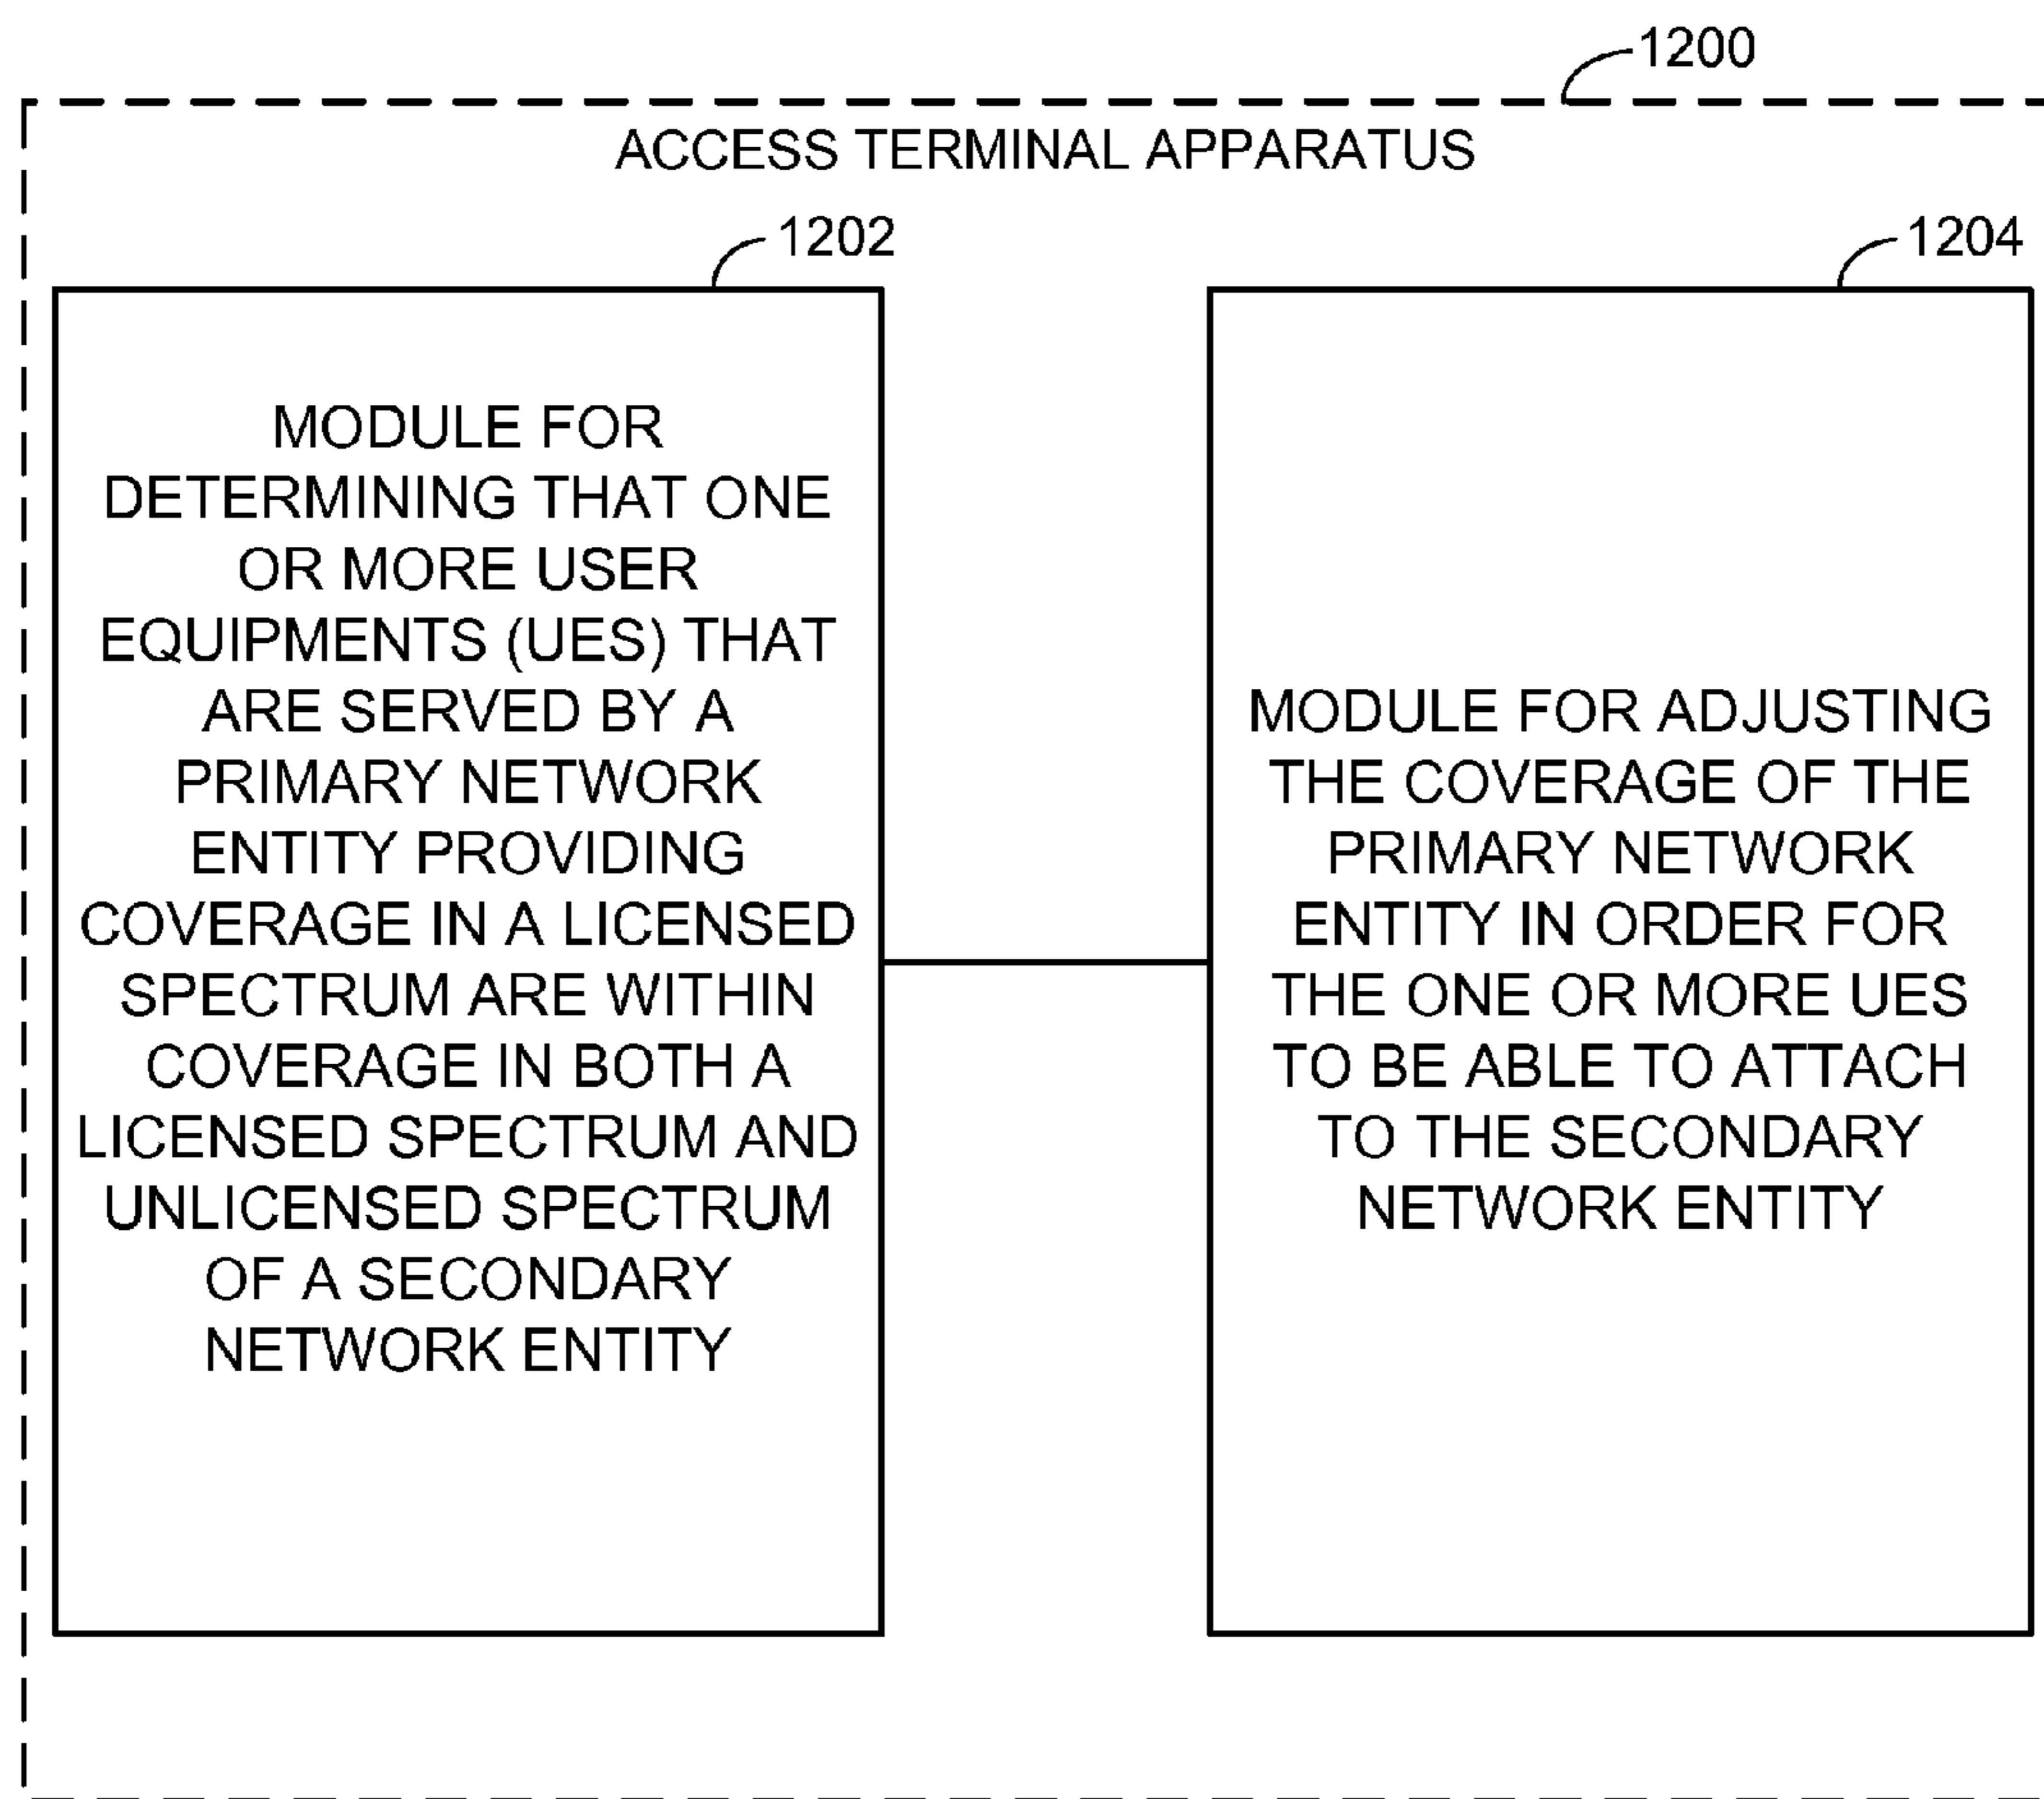 1200
ACCESS TERMINAL APPARATUS
1202
MODULE FOR
DETERMINING THAT ONE
OR MORE USER
EQUIPMENTS (UES) THAT
ARE SERVED BY A
PRIMARY NETWORK
ENTITY PROVIDING
COVERAGE IN A LICENSED
SPECTRUM ARE WITHIN
COVERAGE IN BOTH A
LICENSED SPECTRUM AND
UNLICENSED SPECTRUM
OF A SECONDARY
NETWORK ENTITY
1204
MODULE FOR ADJUSTING
THE COVERAGE OF THE
PRIMARY NETWORK
ENTITY IN ORDER FOR
THE ONE OR MORE UES
TO BE ABLE TO ATTACH
TO THE SECONDARY
NETWORK ENTITY